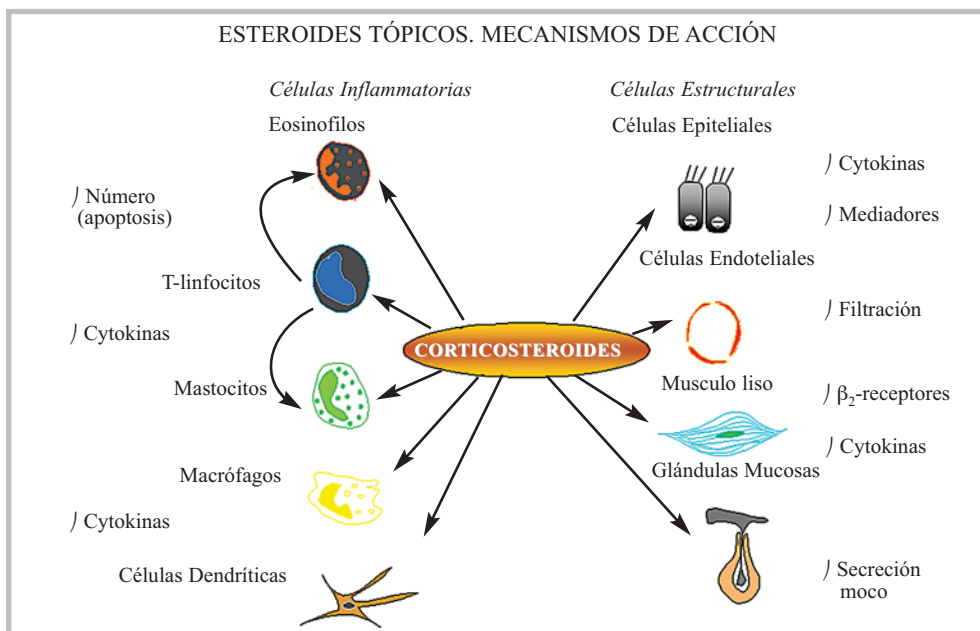 ESTEROIDES TÓPICOS. MECANISMOS DE ACCIÓN
Células Inflammatorias
Eosinofílos
⌡ Número
(apoptosis)
T-linfocitos
⌡ Cytokinas
Mastocitos
Macrófagos
⌡ Cytokinas
Células Dendríticas
CORTICOSTEROIDES
Células Estructurales
Células Epiteliales
⌡ Cytokinas
⌡ Mediadores
Células Endoteliales
⌡ Filtración
Musculo liso
⌡ β₂-receptores
⌡ Cytokinas
Glándulas Mucosas
⌡ Secreción
moco